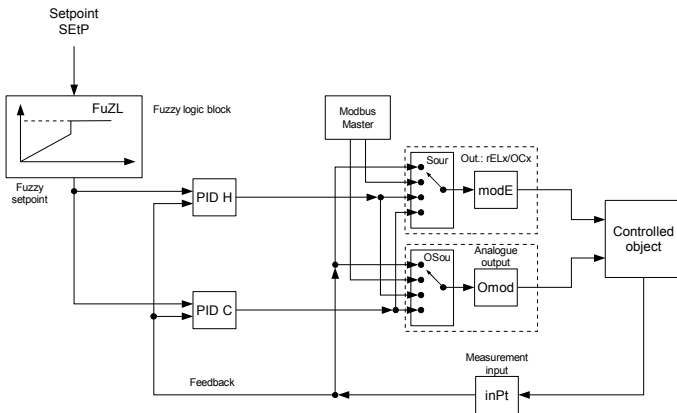 Setpoint
SEtP
FuZL
Fuzzy logic block
Fuzzy
setpoint
Modbus
Master
PID H
PID C
Sour
Out.: rELx/OCx
modE
OSou
Analogue
output
Omod
Controlled
object
Measurement
input
inPt
Feedback